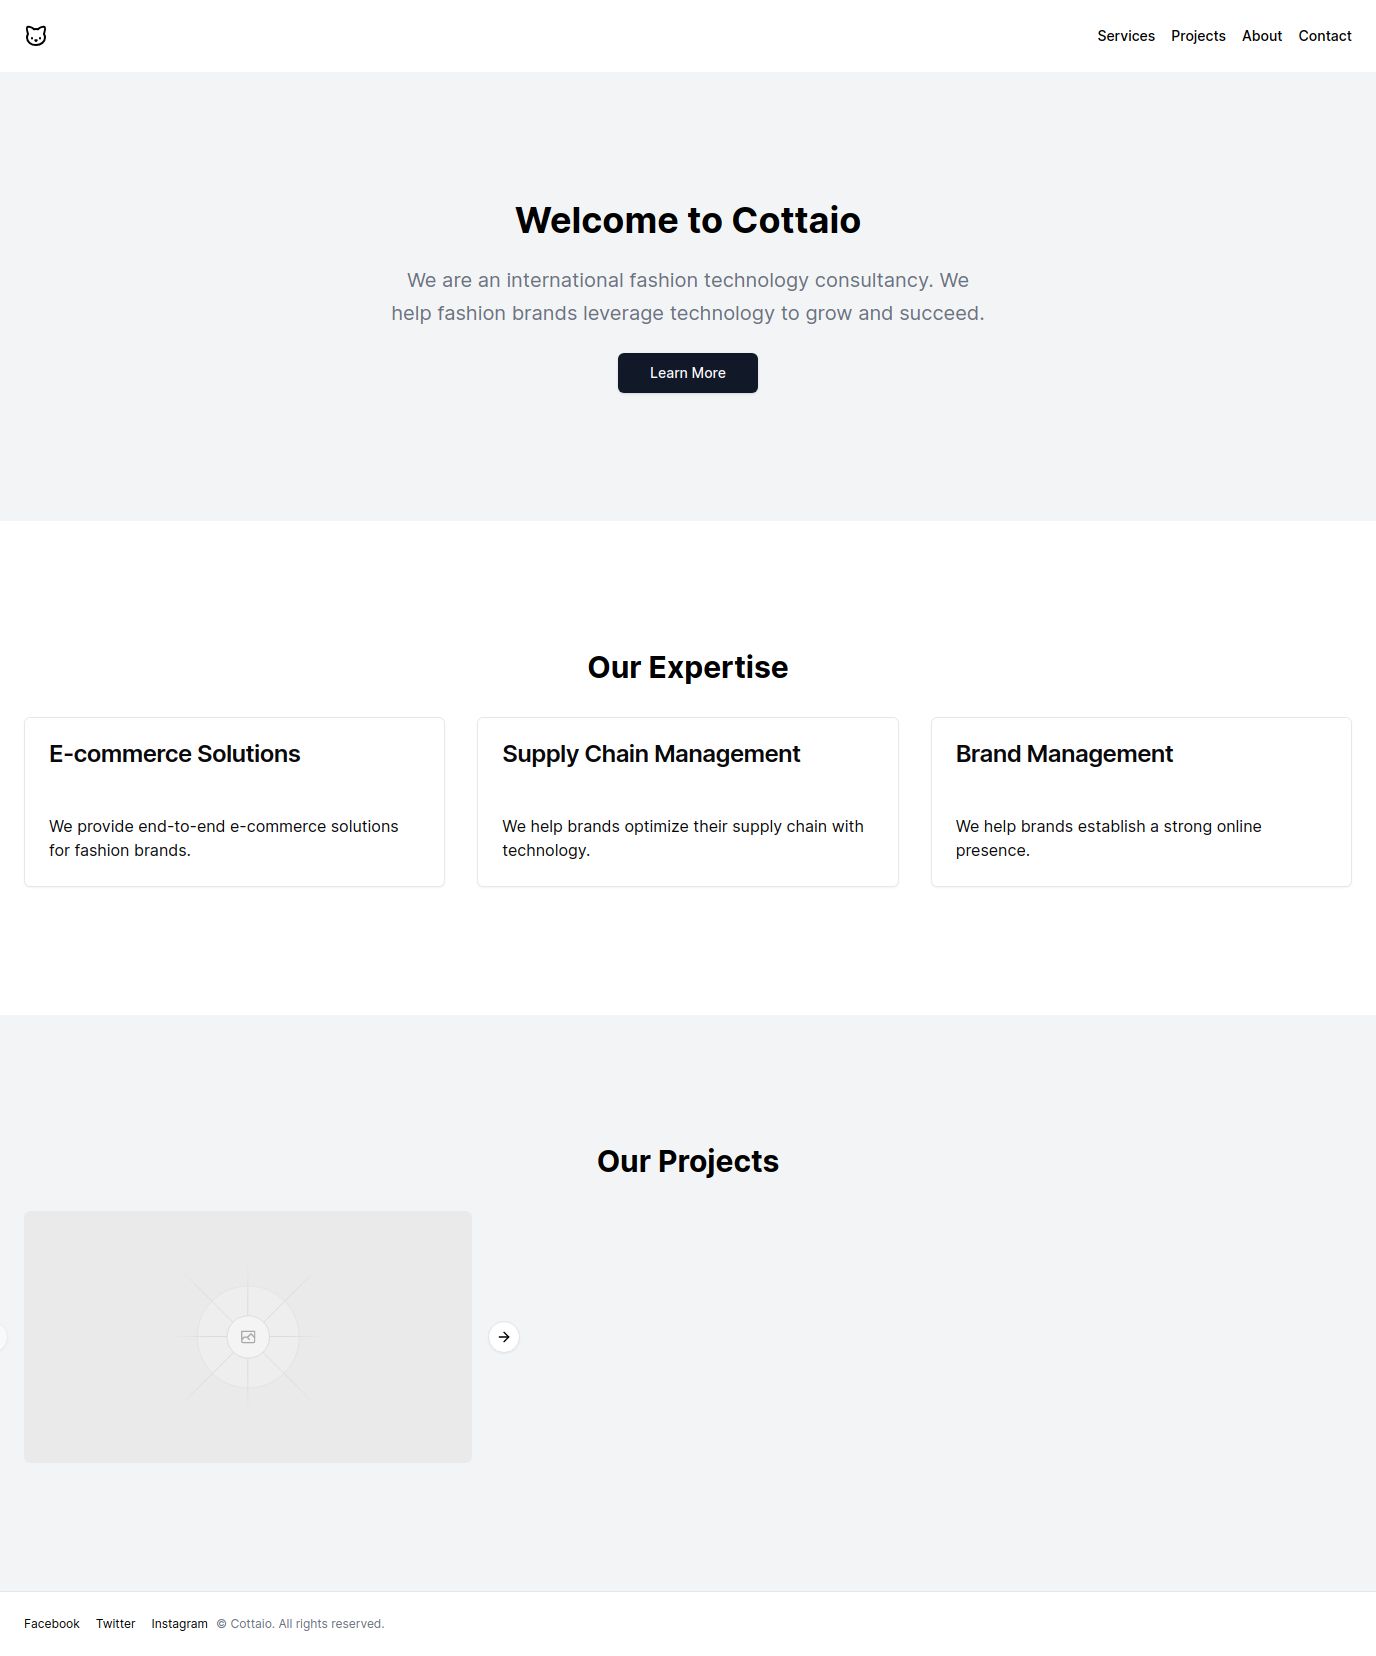 Services Projects About Contact
Welcome to Cottaio
We are an international fashion technology consultancy. We
help fashion brands leverage technology to grow and succeed.
Learn More
Our Expertise
E-commerce Solutions
We provide end-to-end e-commerce solutions
for fashion brands.
Supply Chain Management
We help brands optimize their supply chain with
technology.
Brand Management
We help brands establish a strong online
presence.
Our Projects
Facebook Twitter Instagram © Cottaio. All rights reserved.